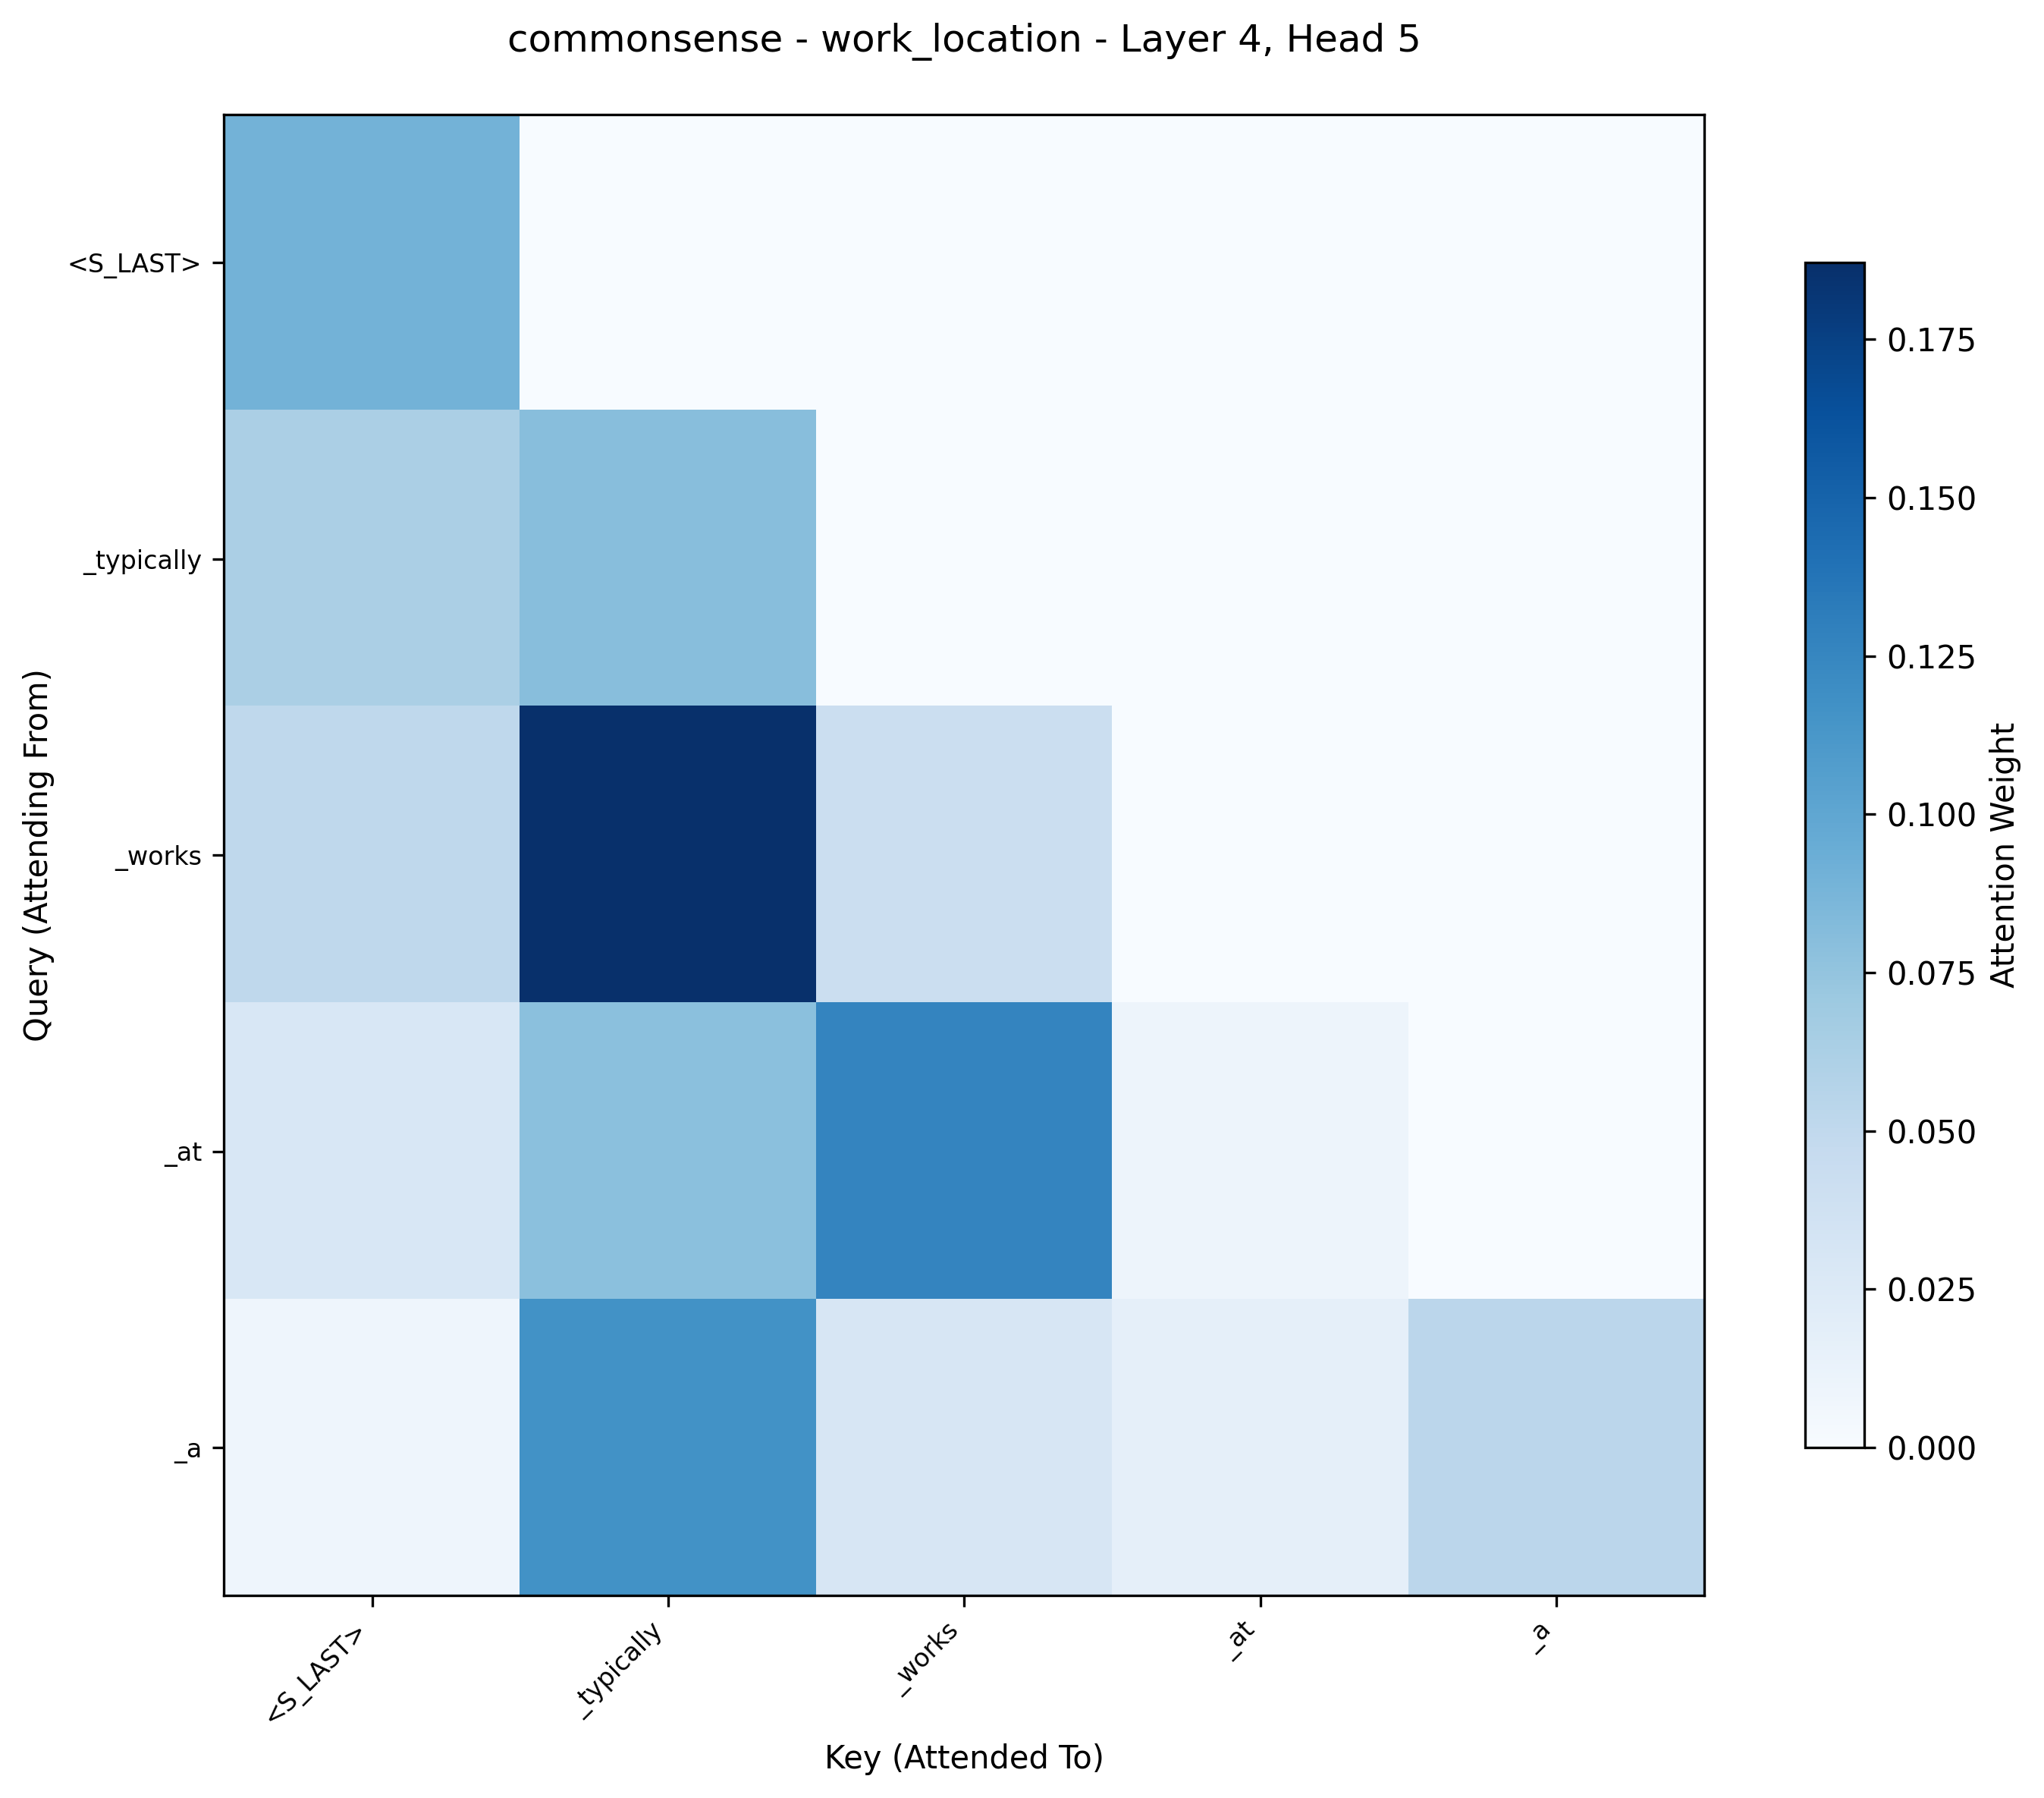 commonsense - work_location - Layer 4, Head 5
Query (Attending From)
<S_LAST>
_typically
_works
_at
_a
<S_LAST>
_typically
_works
_at
_a
Key (Attended To)
0.175
0.150
0.125
0.100
0.075
0.050
0.025
0.000
Attention Weight